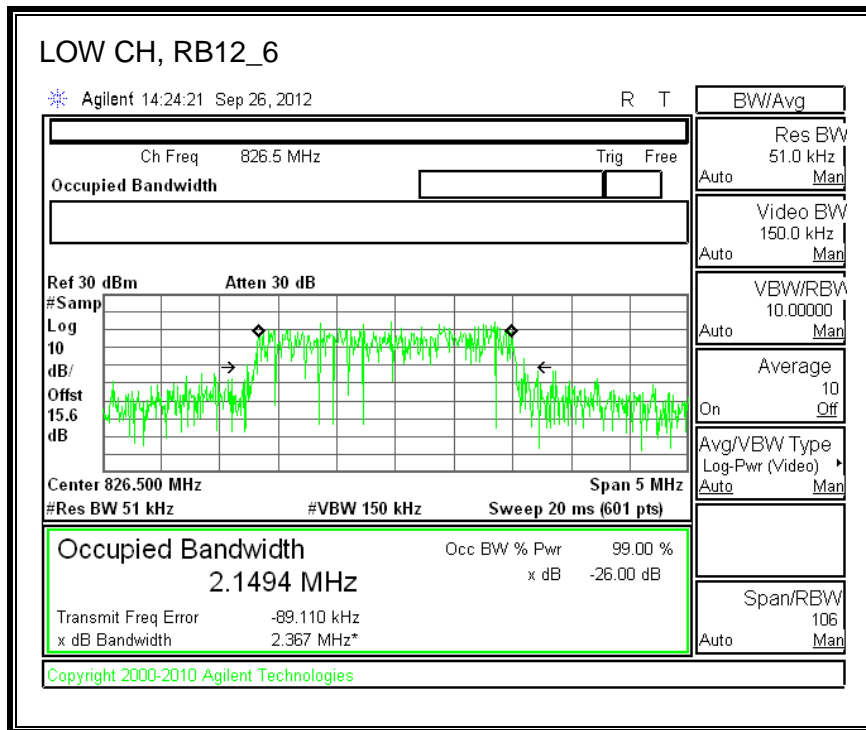 LOW CH, RB12_6
Agilent 14:24:21 Sep 26, 2012 R T
BW/Avg
Ch Freq 826.5 MHz Trig Free
Occupied Bandwidth
Res BW
51.0 kHz
Auto Man
Video BW
150.0 kHz
Auto Man
Ref 30 dBm Atten 30 dB
#Samp
Log
10
dB/
Offst
15.6
dB
VBW/RBW
10.00000
Auto Man
Average
10
On Off
Avg/VBW Type
Log-Pwr (Video)
Auto Man
Center 826.500 MHz Span 5 MHz
#Res BW 51 kHz #VBW 150 kHz Sweep 20 ms (601 pts)
Occupied Bandwidth
2.1494 MHz
Occ BW % Pwr 99.00 %
x dB -26.00 dB
Transmit Freq Error -89.110 kHz
x dB Bandwidth 2.367 MHz*
Span/RBW
106
Auto Man
Copyright 2000-2010 Agilent Technologies